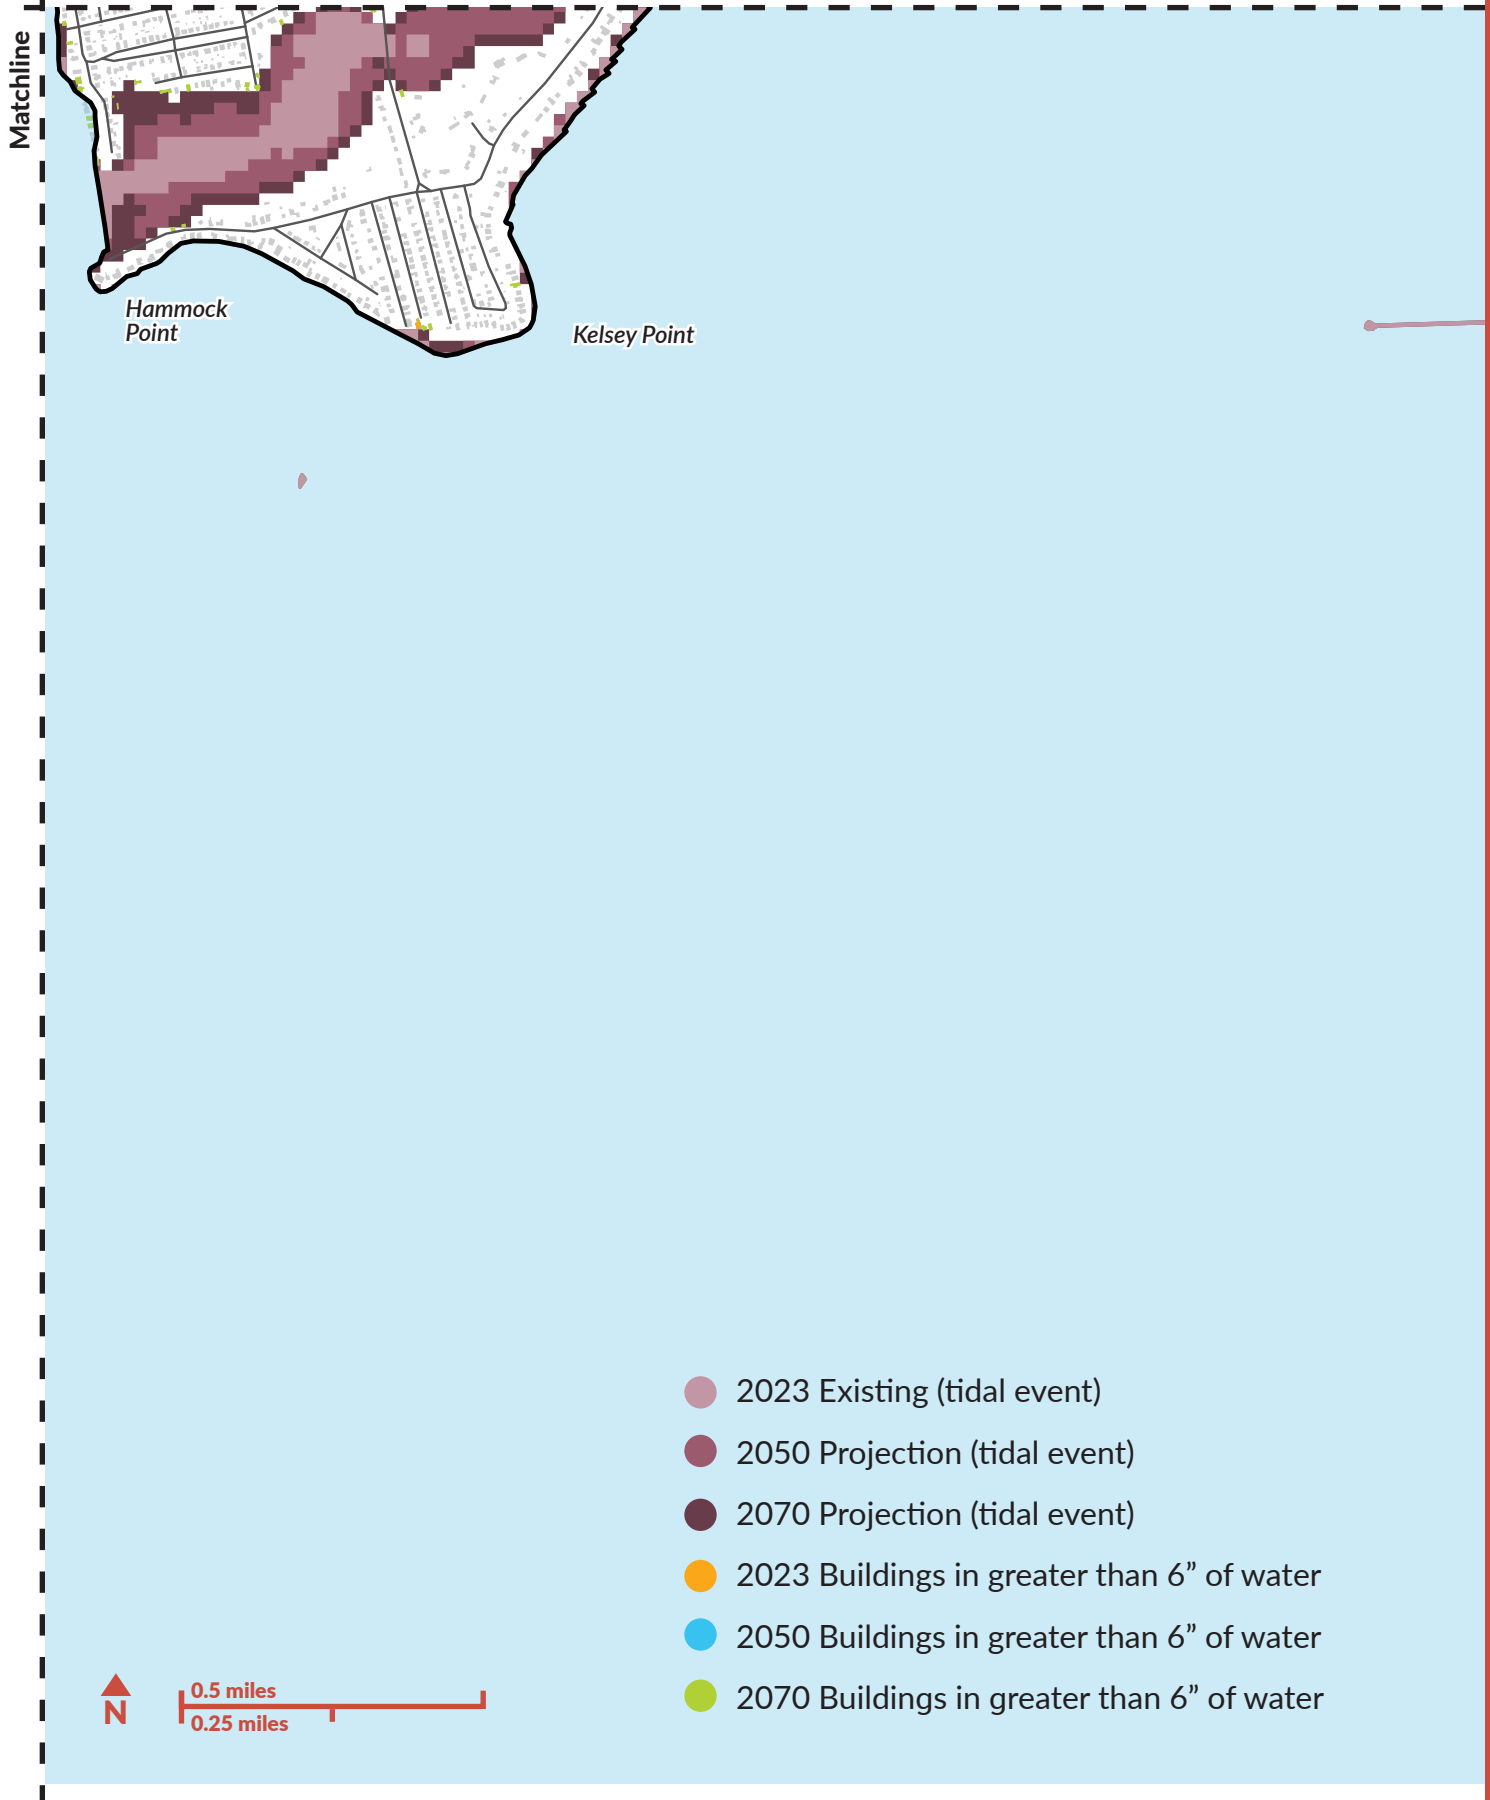 Matchline
Hammock
Point
Kelsey Point
2023 Existing (tidal event)
2050 Projection (tidal event)
2070 Projection (tidal event)
2023 Buildings in greater than 6” of water
2050 Buildings in greater than 6” of water
2070 Buildings in greater than 6” of water
N
0.5 miles
0.25 miles